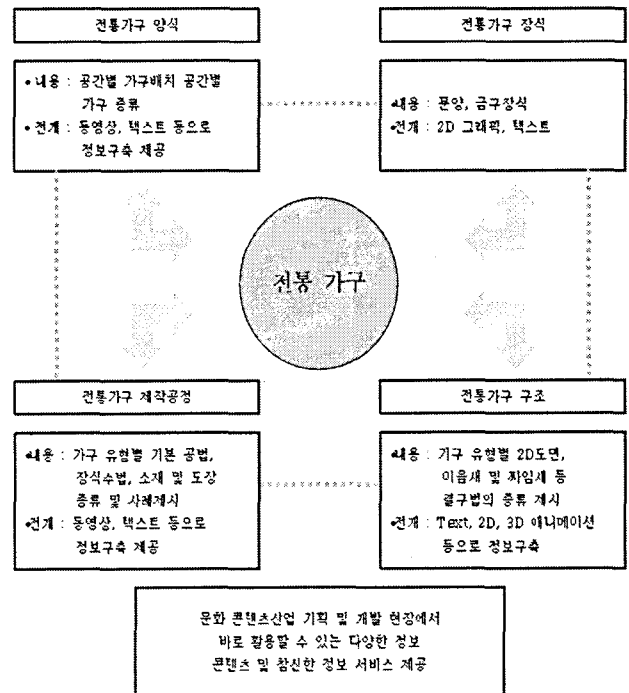 전통가구 양식
•내용 : 공간별 가구배치 공간별
가구 종류
•전개 : 동영상, 텍스트 등으로
정보구축 제공
전통가구 장식
•내용 : 문양, 금구장식
•전개 : 2D 그래픽, 텍스트
전통 가구
전통가구 제작공정
•내용 : 가구 유형별 기본 공법,
장식수법, 소재 및 도장
종류 및 사례제시
•전개 : 동영상, 텍스트 등으로
정보구축 제공
전통가구 구조
•내용 : 기구 유형별 2D도면,
이음새 및 짜임새 등
결구법의 종류 제시
•전개 : Text, 2D, 3D 애니메이션
등으로 정보구축
문화 콘텐츠산업 기획 및 개발 현장에서
바로 활용할 수 있는 다양한 정보
콘텐츠 및 참신한 정보 서비스 제공